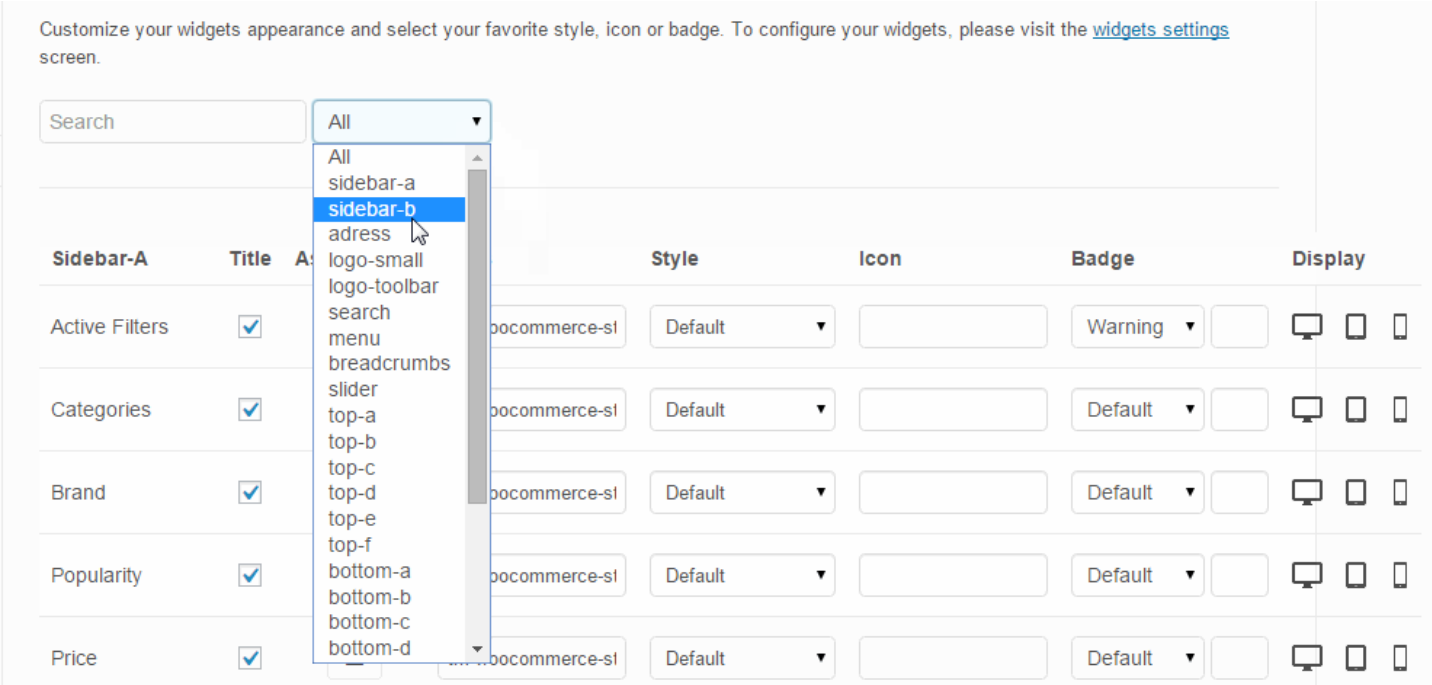 Customize your widgets appearance and select your favorite style, icon or badge. To configure your widgets, please visit the widgets settings
screen.
Search All
All
sidebar-a
sidebar-b
adress
logo-small
logo-toolbar
search
menu
breadcrumbs
slider
top-a
top-b
top-c
top-d
top-e
top-f
bottom-a
bottom-b
bottom-c
bottom-d
Sidebar-A Title Style Icon Badge Display
Active Filters Default Warning
Categories Default Default
Brand Default Default
Popularity Default Default
Price Default Default